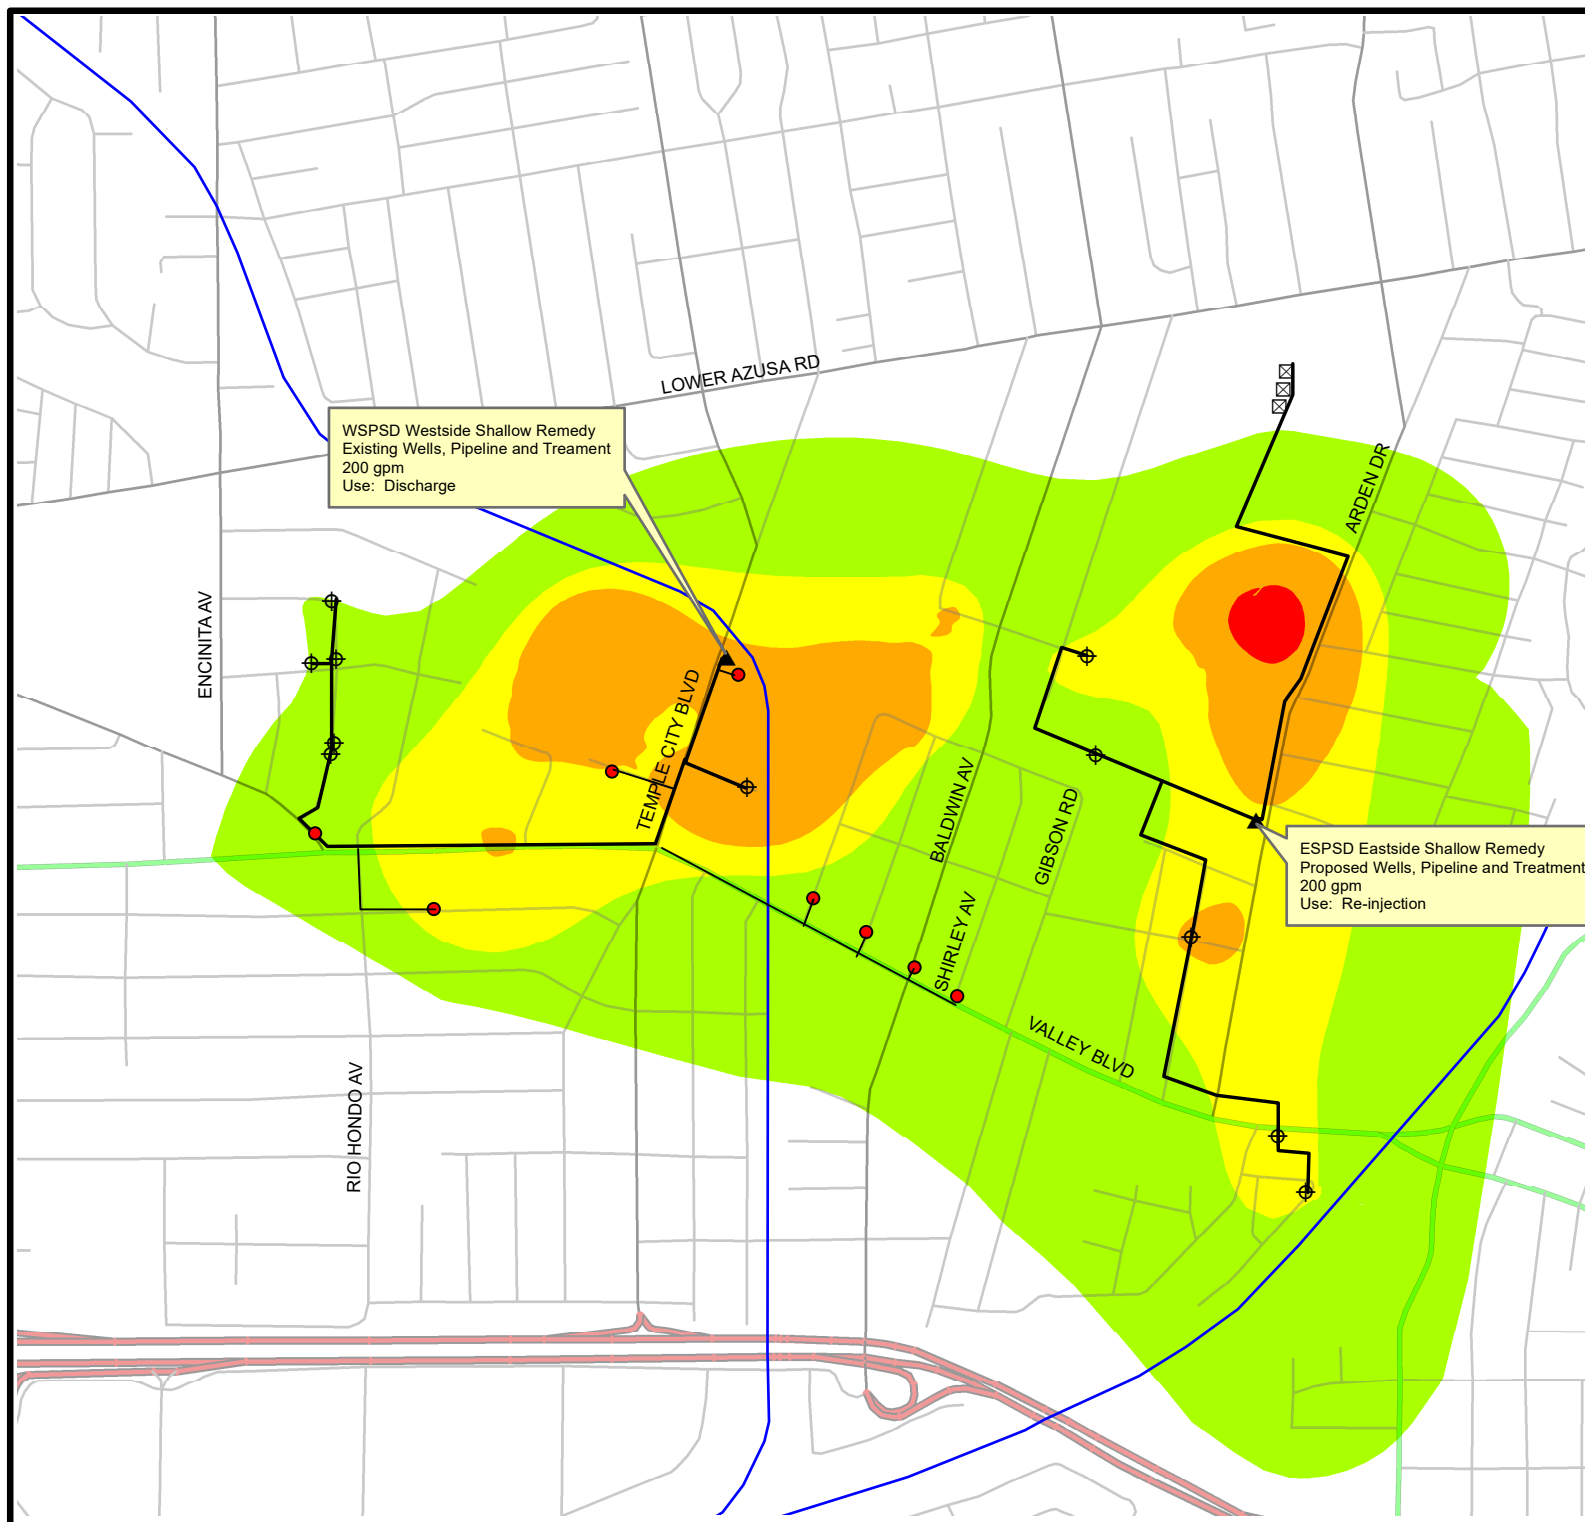 LOWER AZUSA RD
WSPSD Westside Shallow Remedy
Existing Wells, Pipeline and Treament
200 gpm
Use: Discharge
ARDEN DR
ENCINITA AV
TEMPLE CITY BLVD
BALDWIN AV
GIBSON RD
ESPSD Eastside Shallow Remedy
Proposed Wells, Pipeline and Treatment
200 gpm
Use: Re-injection
SHIRLEY AV
VALLEY BLVD
RIO HONDO AV